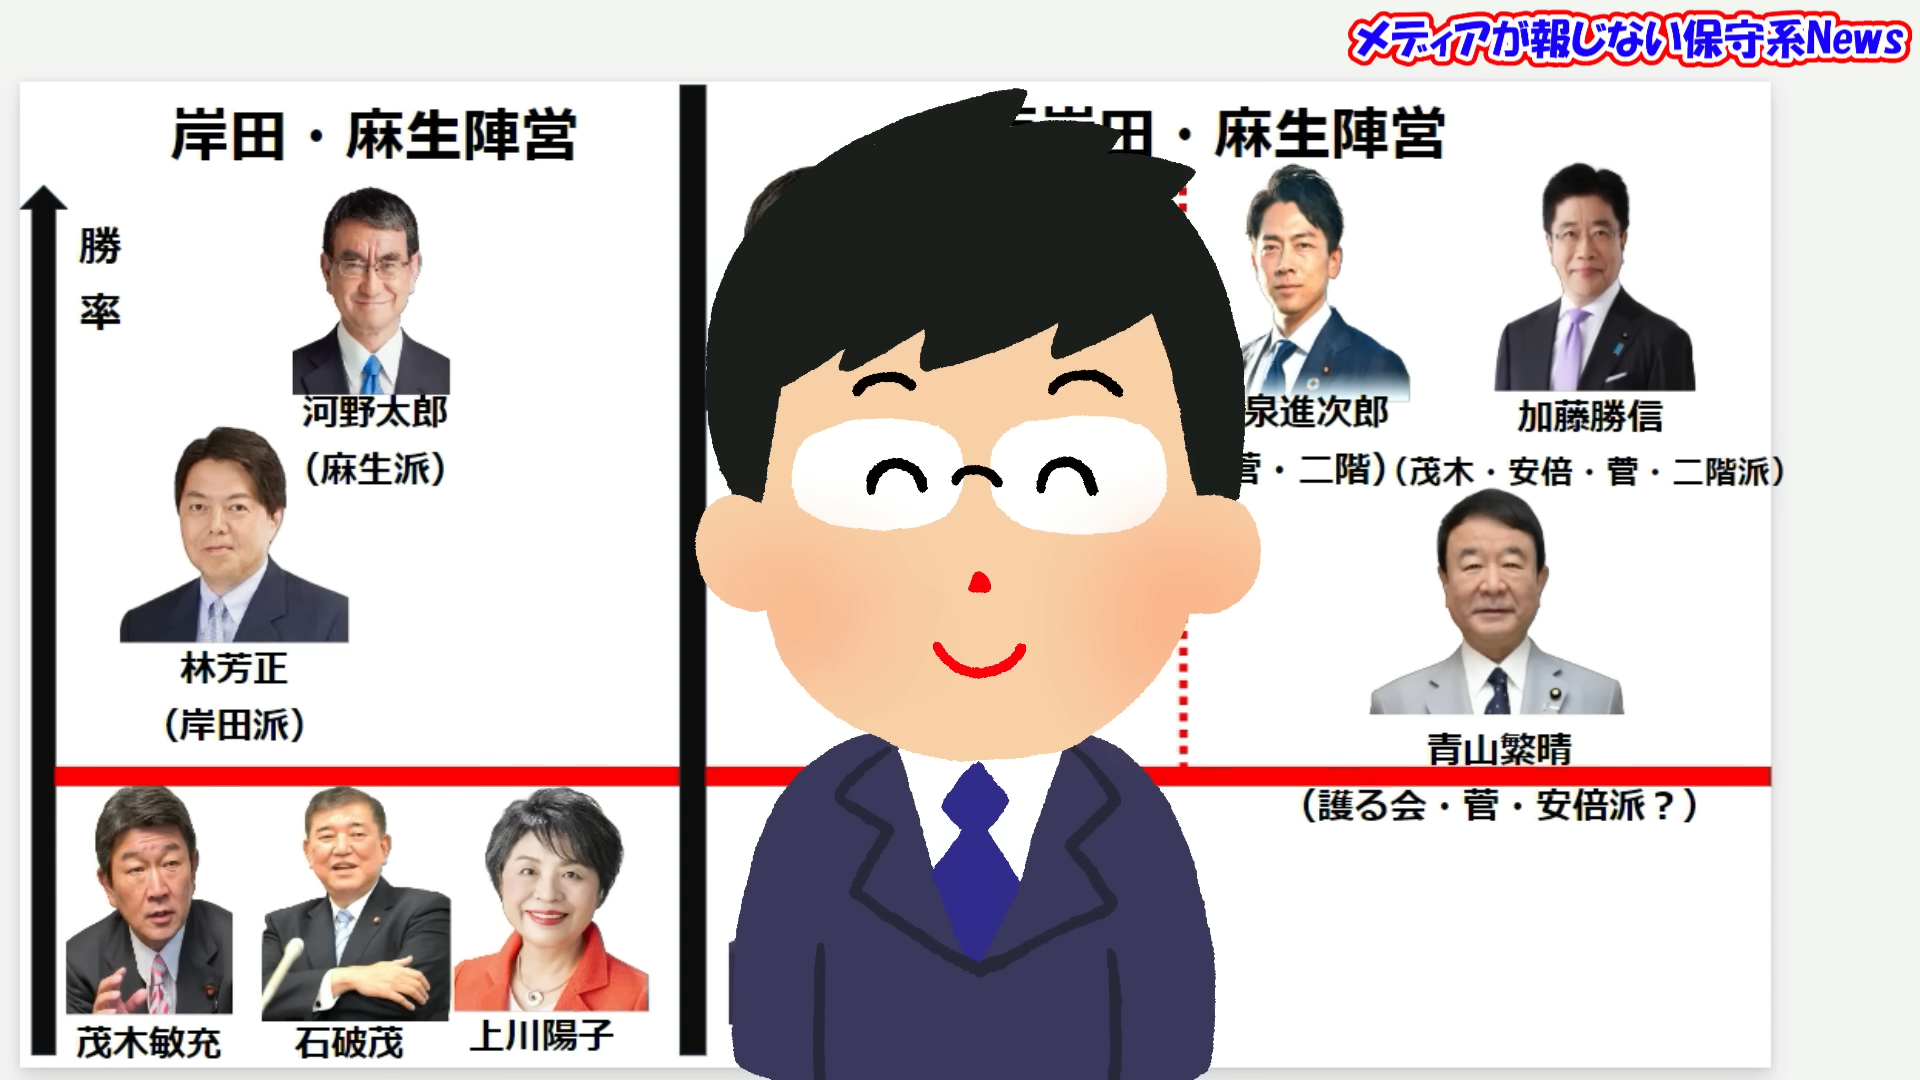 メディアが報じない保守系News
岸田・麻生陣営
岸田・麻生陣営
勝
率
河野太郎
(麻生派)
林芳正
(岸田派)
泉進次郎
菅・二階)
加藤勝信
(茂木・安倍・菅・二階派)
青山繁晴
(護る会・菅・安倍派?)
茂木敏充
石破茂
上川陽子